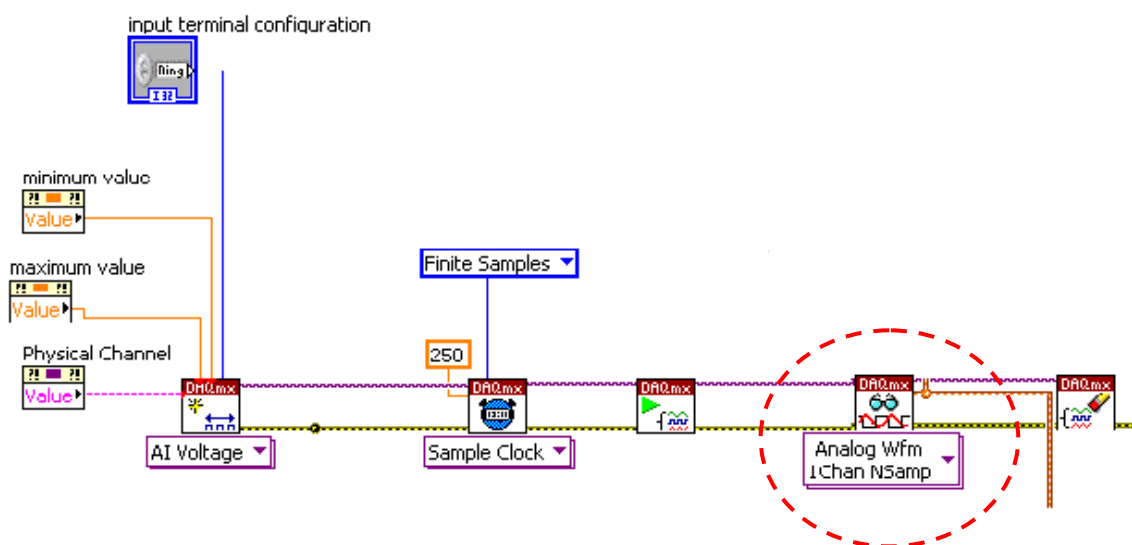 input terminal configuration
Ring
I32
minimum value
?! ?!
Value
maximum value
?! ?!
Value
Finite Samples
Physical Channel
?! ?!
Value
250
DAQmx
DAQmx
DAQmx
DAQmx
DAQmx
AI Voltage
Sample Clock
Analog Wfm
1Chan NSamp